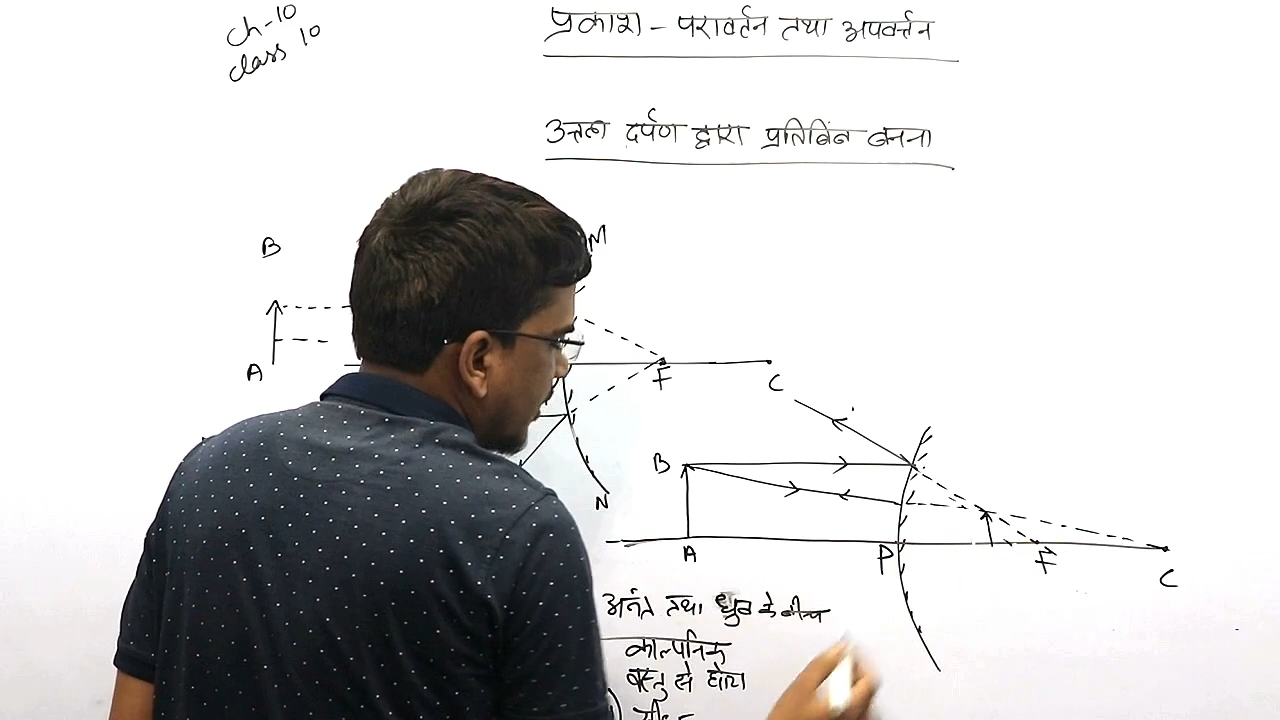 ch-10
class 10
प्रकाश - परावर्तन तथा अपवर्त्तन
उत्तल दर्पण द्वारा प्रतिबिंब बनना
B
M
A
F
C
N
B
A
P
F
C
अनंत तथा ध्रुव के बीच
काल्पनिक
वस्तु से छोटा